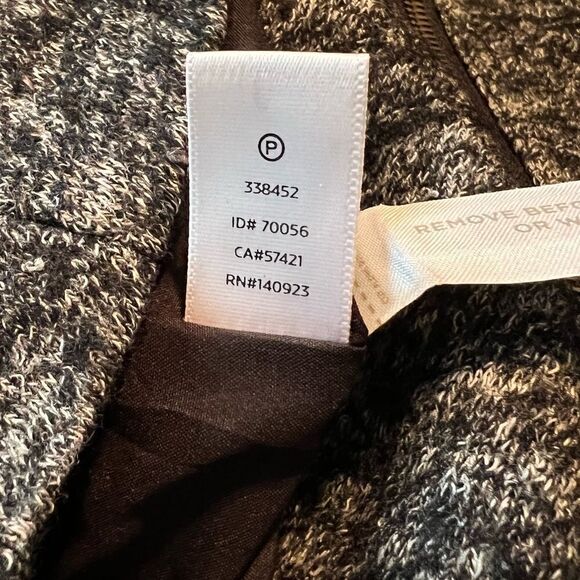 P
338452
ID# 70056
CA#57421
RN#140923
REMOVE BEFO
OR W